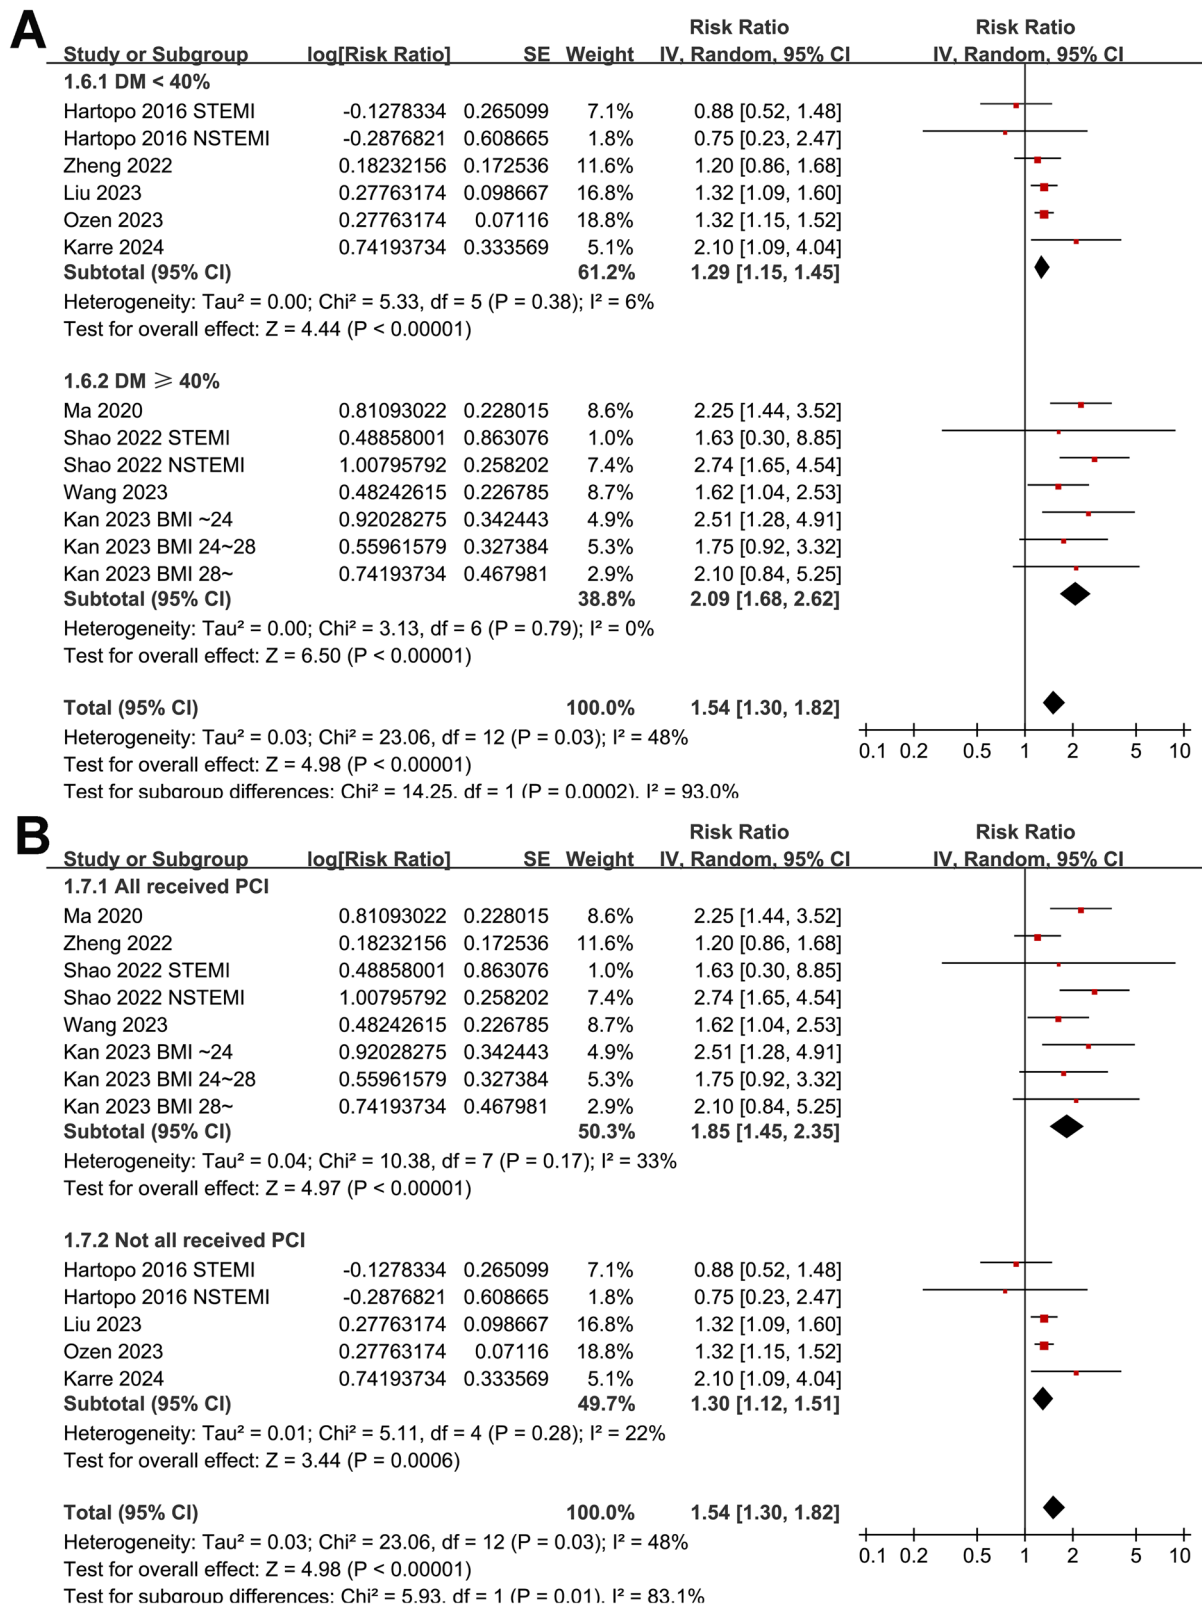 A
Risk Ratio Risk Ratio
Study or Subgroup log[Risk Ratio] SE Weight IV, Random, 95% CI IV, Random, 95% CI
1.6.1 DM < 40%
Hartopo 2016 STEMI -0.1278334 0.265099 7.1% 0.88 [0.52, 1.48]
Hartopo 2016 NSTEMI -0.2876821 0.608665 1.8% 0.75 [0.23, 2.47]
Zheng 2022 0.18232156 0.172536 11.6% 1.20 [0.86, 1.68]
Liu 2023 0.27763174 0.098667 16.8% 1.32 [1.09, 1.60]
Ozen 2023 0.27763174 0.07116 18.8% 1.32 [1.15, 1.52]
Karre 2024 0.74193734 0.333569 5.1% 2.10 [1.09, 4.04]
Subtotal (95% CI) 61.2% 1.29 [1.15, 1.45]
Heterogeneity: Tau² = 0.00; Chi² = 5.33, df = 5 (P = 0.38); I² = 6%
Test for overall effect: Z = 4.44 (P < 0.00001)
1.6.2 DM ⩾ 40%
Ma 2020 0.81093022 0.228015 8.6% 2.25 [1.44, 3.52]
Shao 2022 STEMI 0.48858001 0.863076 1.0% 1.63 [0.30, 8.85]
Shao 2022 NSTEMI 1.00795792 0.258202 7.4% 2.74 [1.65, 4.54]
Wang 2023 0.48242615 0.226785 8.7% 1.62 [1.04, 2.53]
Kan 2023 BMI ~24 0.92028275 0.342443 4.9% 2.51 [1.28, 4.91]
Kan 2023 BMI 24~28 0.55961579 0.327384 5.3% 1.75 [0.92, 3.32]
Kan 2023 BMI 28~ 0.74193734 0.467981 2.9% 2.10 [0.84, 5.25]
Subtotal (95% CI) 38.8% 2.09 [1.68, 2.62]
Heterogeneity: Tau² = 0.00; Chi² = 3.13, df = 6 (P = 0.79); I² = 0%
Test for overall effect: Z = 6.50 (P < 0.00001)
Total (95% CI) 100.0% 1.54 [1.30, 1.82]
Heterogeneity: Tau² = 0.03; Chi² = 23.06, df = 12 (P = 0.03); I² = 48%
0.1 0.2 0.5 1 2 5 10
Test for overall effect: Z = 4.98 (P < 0.00001)
Test for subgroup differences: Chi² = 14.25, df = 1 (P = 0.0002), I² = 93.0%
B
Risk Ratio Risk Ratio
Study or Subgroup log[Risk Ratio] SE Weight IV, Random, 95% CI IV, Random, 95% CI
1.7.1 All received PCI
Ma 2020 0.81093022 0.228015 8.6% 2.25 [1.44, 3.52]
Zheng 2022 0.18232156 0.172536 11.6% 1.20 [0.86, 1.68]
Shao 2022 STEMI 0.48858001 0.863076 1.0% 1.63 [0.30, 8.85]
Shao 2022 NSTEMI 1.00795792 0.258202 7.4% 2.74 [1.65, 4.54]
Wang 2023 0.48242615 0.226785 8.7% 1.62 [1.04, 2.53]
Kan 2023 BMI ~24 0.92028275 0.342443 4.9% 2.51 [1.28, 4.91]
Kan 2023 BMI 24~28 0.55961579 0.327384 5.3% 1.75 [0.92, 3.32]
Kan 2023 BMI 28~ 0.74193734 0.467981 2.9% 2.10 [0.84, 5.25]
Subtotal (95% CI) 50.3% 1.85 [1.45, 2.35]
Heterogeneity: Tau² = 0.04; Chi² = 10.38, df = 7 (P = 0.17); I² = 33%
Test for overall effect: Z = 4.97 (P < 0.00001)
1.7.2 Not all received PCI
Hartopo 2016 STEMI -0.1278334 0.265099 7.1% 0.88 [0.52, 1.48]
Hartopo 2016 NSTEMI -0.2876821 0.608665 1.8% 0.75 [0.23, 2.47]
Liu 2023 0.27763174 0.098667 16.8% 1.32 [1.09, 1.60]
Ozen 2023 0.27763174 0.07116 18.8% 1.32 [1.15, 1.52]
Karre 2024 0.74193734 0.333569 5.1% 2.10 [1.09, 4.04]
Subtotal (95% CI) 49.7% 1.30 [1.12, 1.51]
Heterogeneity: Tau² = 0.01; Chi² = 5.11, df = 4 (P = 0.28); I² = 22%
Test for overall effect: Z = 3.44 (P = 0.0006)
Total (95% CI) 100.0% 1.54 [1.30, 1.82]
Heterogeneity: Tau² = 0.03; Chi² = 23.06, df = 12 (P = 0.03); I² = 48%
0.1 0.2 0.5 1 2 5 10
Test for overall effect: Z = 4.98 (P < 0.00001)
Test for subgroup differences: Chi² = 5.93, df = 1 (P = 0.01), I² = 83.1%